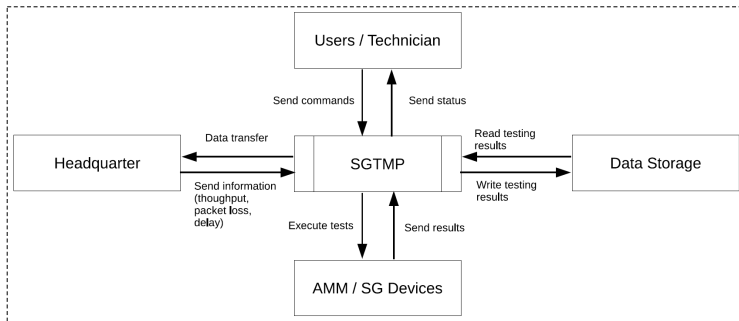 Users / Technician
Send commands
Send status
Data transfer
Read testing
results
Headquarter
SGTMP
Data Storage
Send information
(thoughput,
packet loss,
delay)
Write testing
results
Execute tests
Send results
AMM / SG Devices